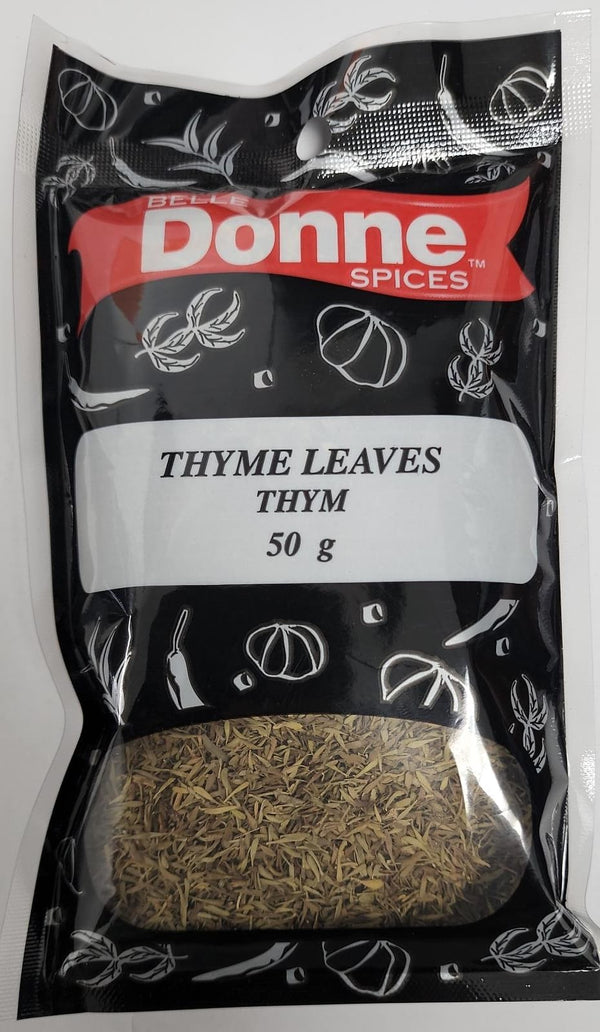 BELLE
Donne
SPICES™
THYME LEAVES
THYM
50 g